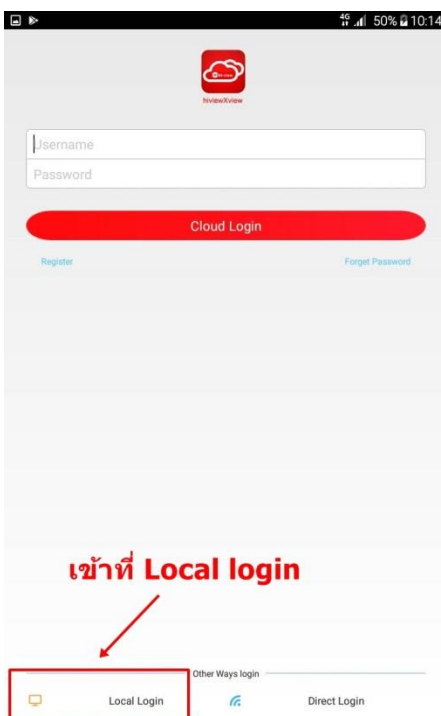 4G 50% 10:14
hiviewXview
Username
Password
Cloud Login
Register Forget Password
เข้าที่ Local login
Other Ways login
Local Login Direct Login